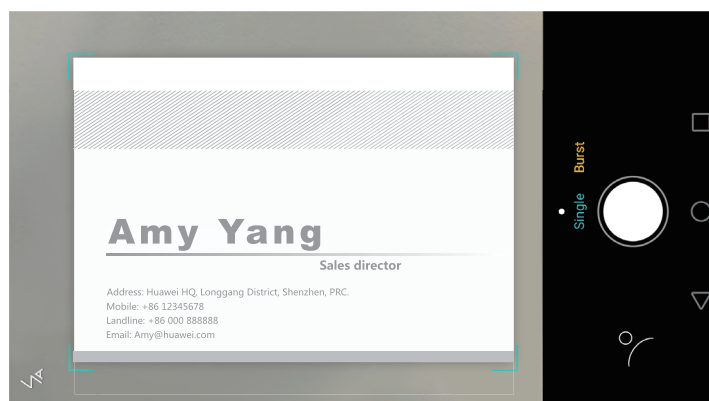 Amy Yang
Sales director
Address: Huawei HQ, Longgang District, Shenzhen, PRC.
Mobile: +86 12345678
Landline: +86 000 888888
Email: Amy@huawei.com
Single Burst
A